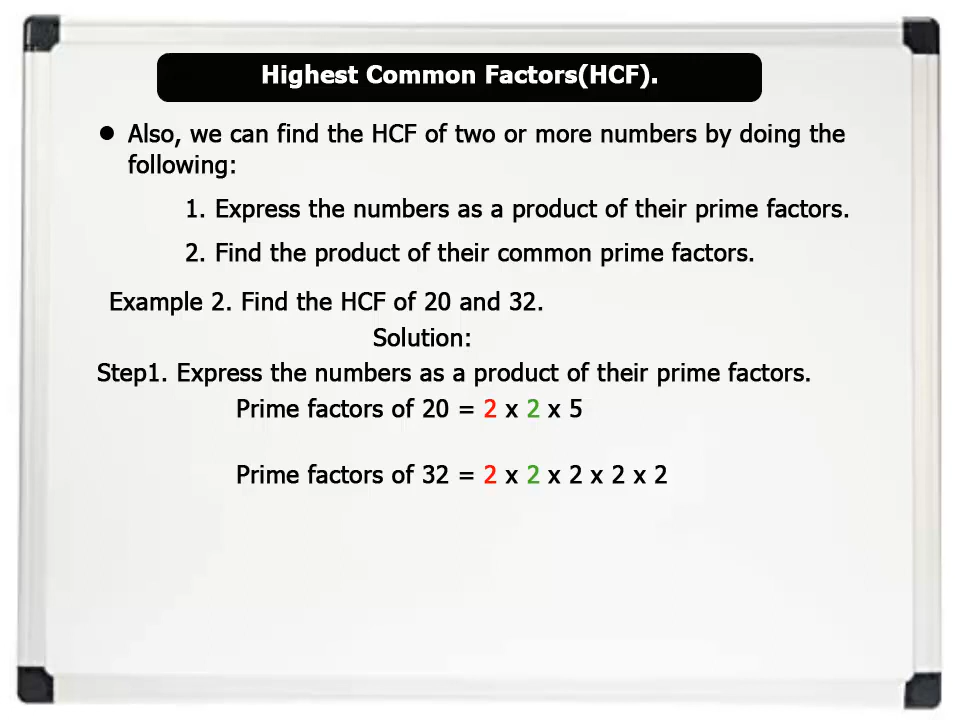 Highest Common Factors(HCF).
● Also, we can find the HCF of two or more numbers by doing the
following:
1. Express the numbers as a product of their prime factors.
2. Find the product of their common prime factors.
Example 2. Find the HCF of 20 and 32.
Solution:
Step1. Express the numbers as a product of their prime factors.
Prime factors of 20 = 2 x 2 x 5
Prime factors of 32 = 2 x 2 x 2 x 2 x 2